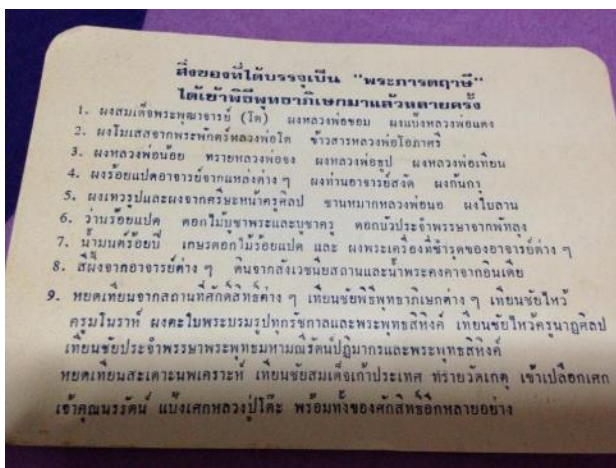 สิ่งของที่ได้บรรจุเป็น "พระภารตฤาษี"
ได้เข้าพิธีพุทธาภิเษกมาแล้วหลายครั้ง
1. ผงสมเด็จพระพุฒาจารย์ (โต) ผงหลวงพ่อขอม ผงแป้งหลวงพ่อแดง
2. ผงโมเสสจากพระพักตร์หลวงพ่อโต ข้าวสารหลวงพ่อโอภาศรี
3. ผงหลวงพ่อน้อย ทรายหลวงพ่อจง ผงหลวงพ่อธูป ผงหลวงพ่อเทียน
4. ผงร้อยแปดอาจารย์จากแหล่งต่าง ๆ ผงท่านอาจารย์สงัด ผงกันภู
5. ผงเทวรูปและผงจากศรีษะหน้าครูศิลป ชานหมากหลวงพ่อนอ ผงใบลาน
6. ว่านร้อยแปด ดอกไม้บูชาพระและบูชาครู ดอกบัวประจำพรรษาจากพัทลุง
7. น้ำมนต์ร้อยปี เกษรดอกไม้ร้อยแปด และ ผงพระเครื่องที่ชำรุดของอาจารย์ต่าง ๆ
8. สีผึ้งจากอาจารย์ต่าง ๆ ดินจากสังเวชนียสถานและน้ำพระคงคาจากอินเดีย
9. หยดเทียนจากสถานที่ศักดิ์สิทธิ์ต่าง ๆ เทียนชัยพิธีพุทธาภิเษกต่าง ๆ เทียนชัยไหว้
ครูมโนราห์ ผงตะไบพระบรมรูปทุกรัชกาลและพระพุทธสิหิงค์ เทียนชัยไหว้ครูนาฏศิลป
เทียนชัยประจำพรรษาพระพุทธมหามณีรัตน์ปฏิมากรและพระพุทธสิหิงค์
หยดเทียนสะเดาะนพเคราะห์ เทียนชัยสมเด็จเก้าประเทศ ทรายวัดเกตุ เข้าเปลือกเศก
เจ้าคุณนรรัตน์ แป้งเศกหลวงปู่โต๊ะ พร้อมทั้งของศักสิทธิ์อีกหลายอย่าง